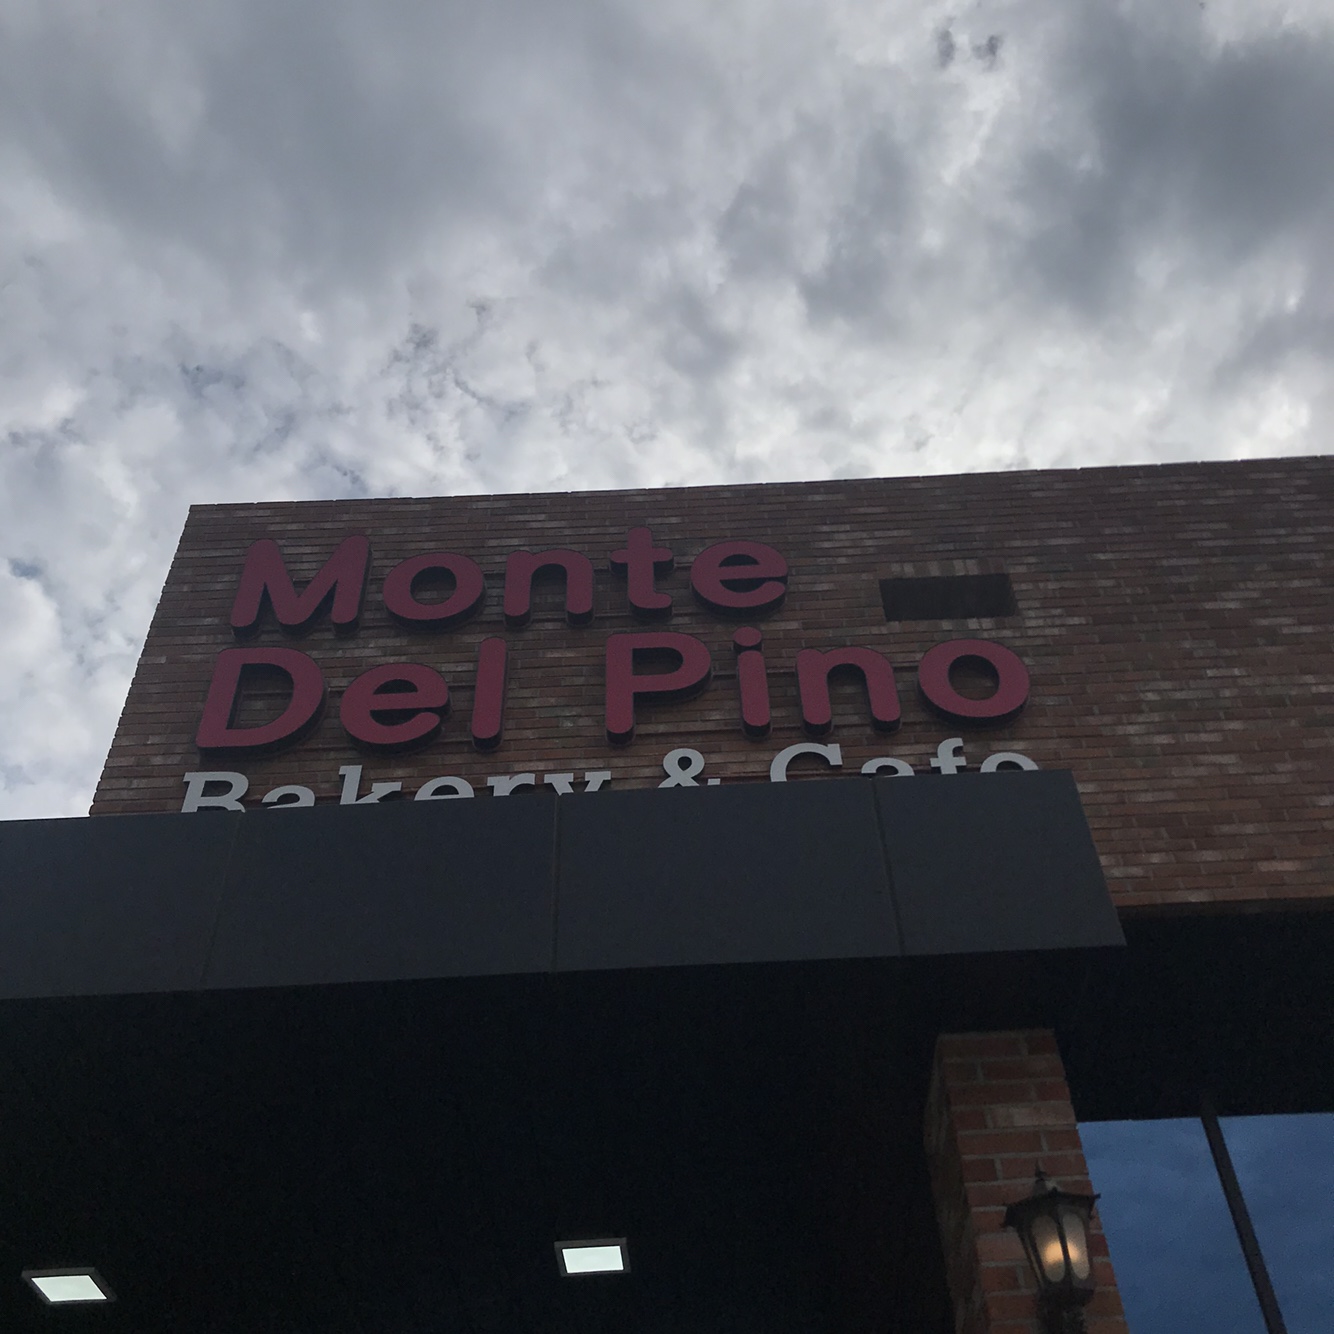 Monte
Del Pino
Bakery & Cafe